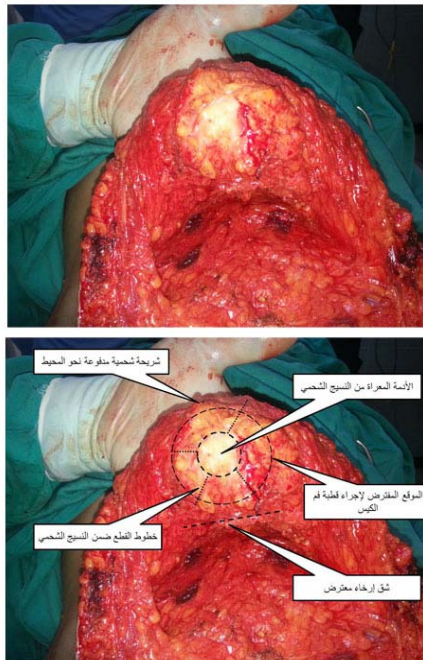 شريحة شحمية مدفوعة نحو المحيط
الأدمة المعراة من النسيج الشحمي
الموقع المفترض لإجراء قطبة فم
الكيس
خطوط القطع ضمن النسيج الشحمي
شق إرخاء معترض